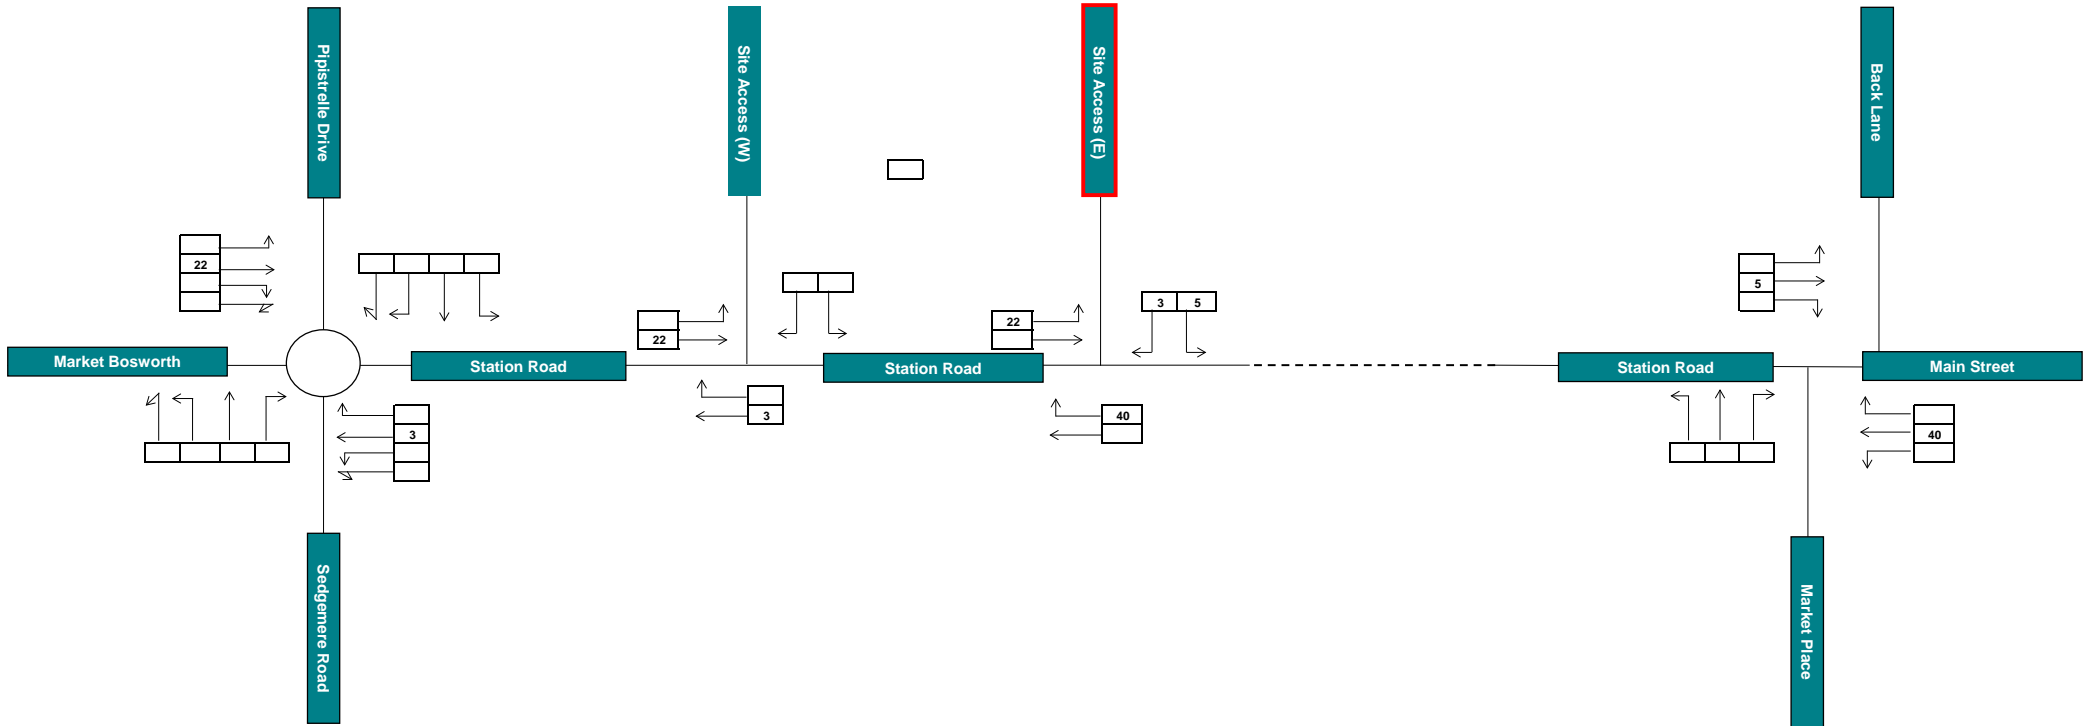 Pipistrelle Drive
Site Access (W)
Site Access (E)
Back Lane
22
22
22
3 5
5
Market Bosworth
Station Road
Station Road
Station Road
Main Street
3
3
40
40
Sedgemere Road
Market Place